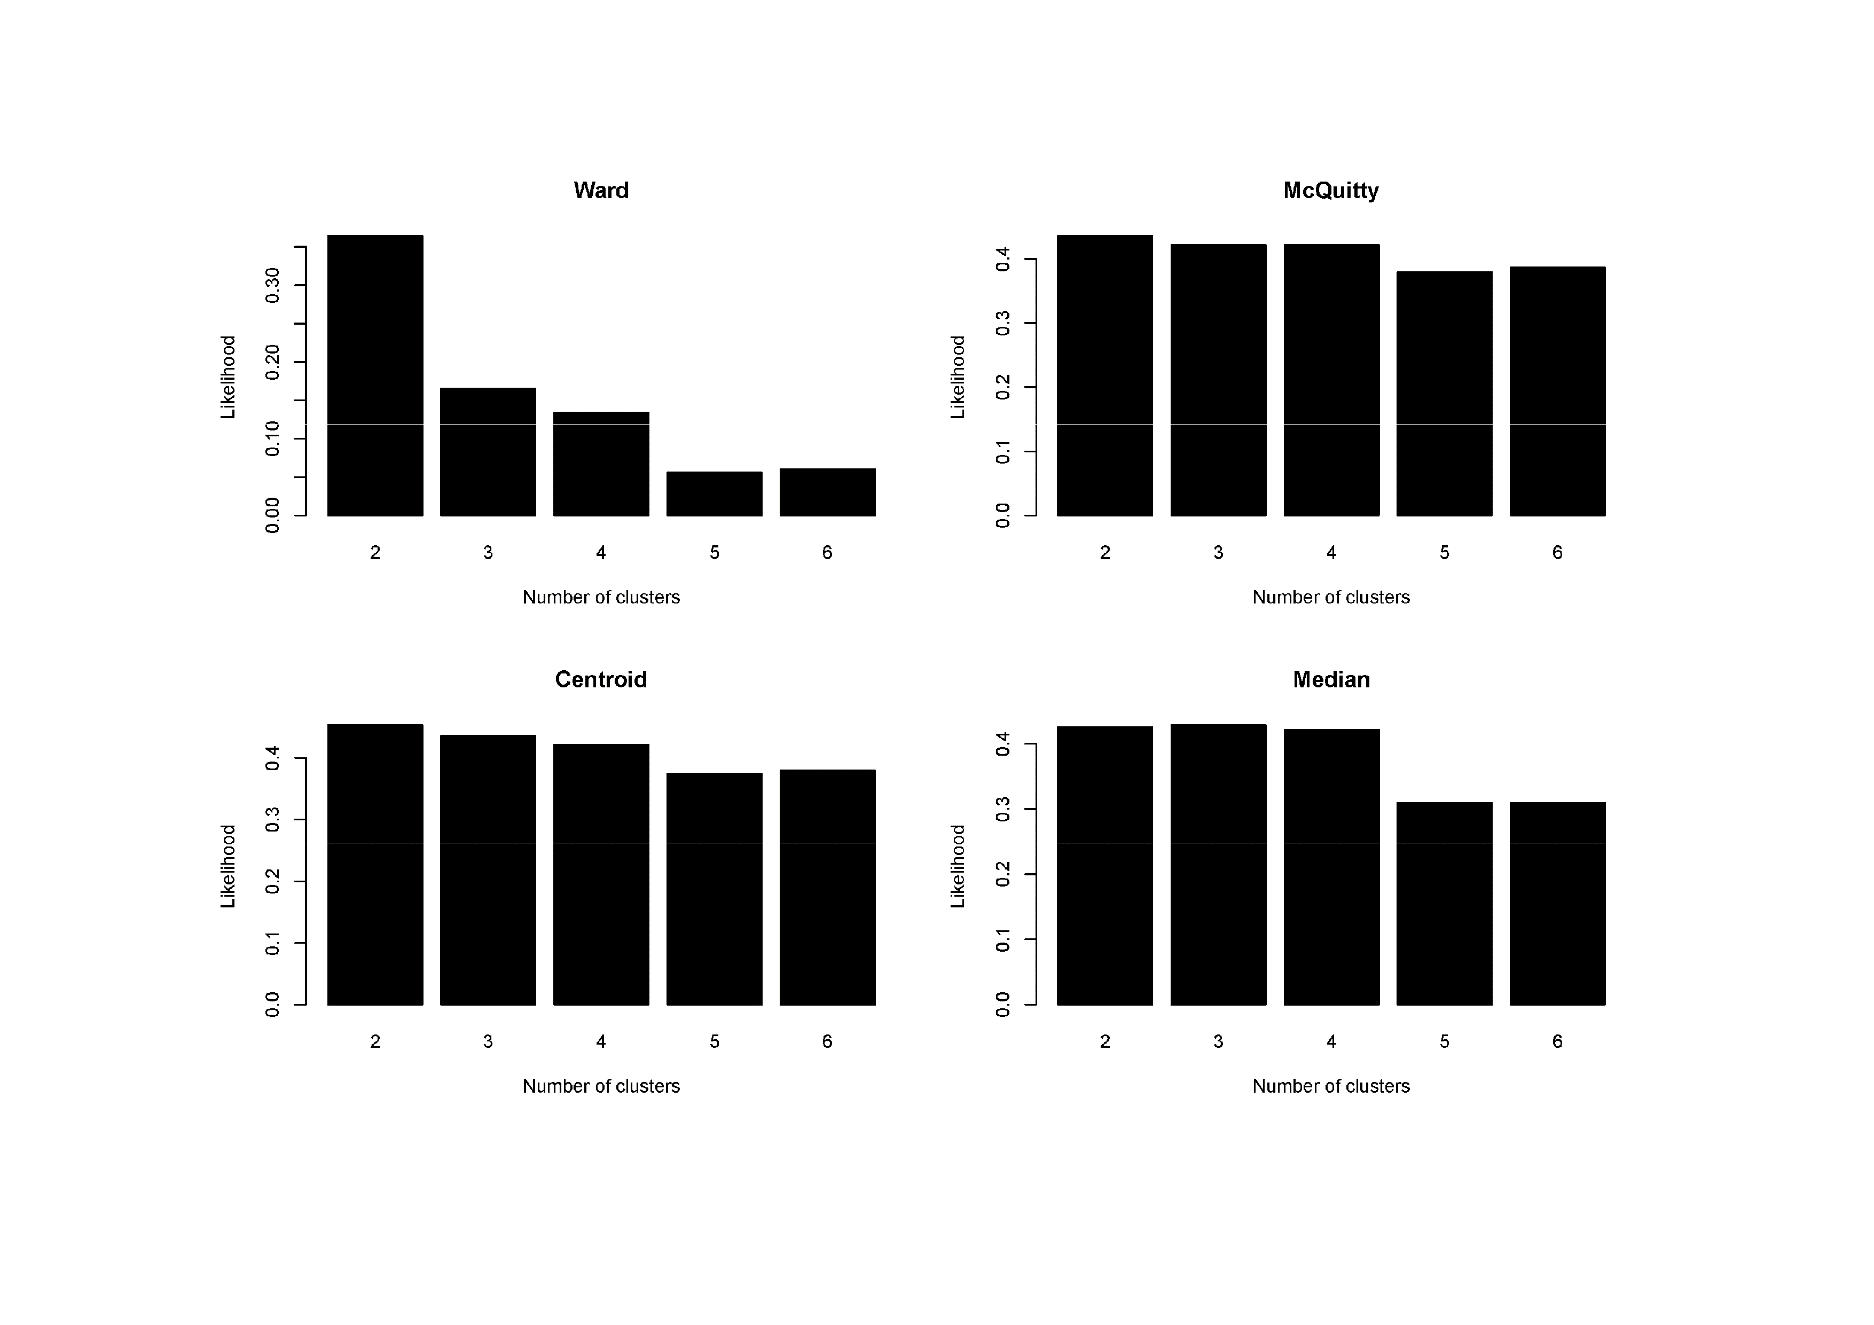 Ward
Likelihood
0.00 0.10 0.20 0.30
2 3 4 5 6
Number of clusters
McQuitty
Likelihood
0.0 0.1 0.2 0.3 0.4
2 3 4 5 6
Number of clusters
Centroid
Likelihood
0.0 0.1 0.2 0.3 0.4
2 3 4 5 6
Number of clusters
Median
Likelihood
0.0 0.1 0.2 0.3 0.4
2 3 4 5 6
Number of clusters